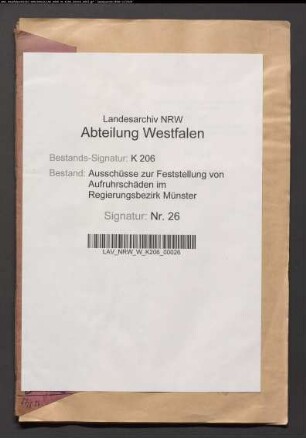 Landesarchiv NRW
Abteilung Westfalen
Bestands-Signatur: K 206
Bestand: Ausschüsse zur Feststellung von
Aufruhrschäden im
Regierungsbezirk Münster
Signatur: Nr. 26
LAV_NRW_W_K206_00026